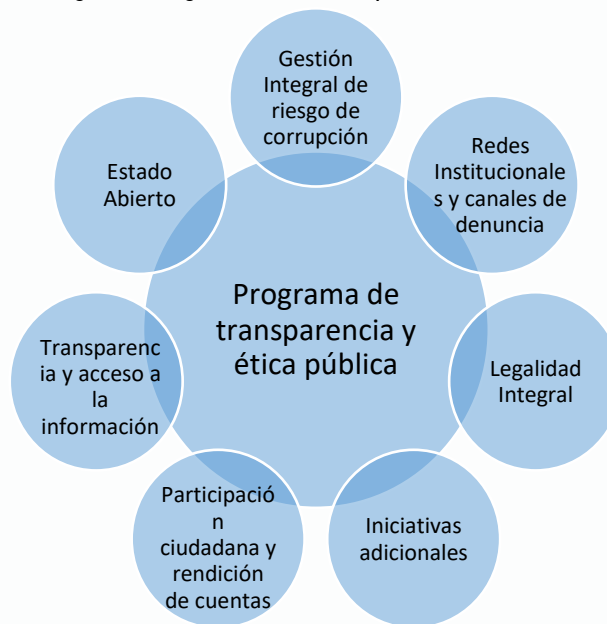 Gestión
Integral de
riesgo de
corrupción
Redes
Institucionale
s y canales de
denuncia
Legalidad
Integral
Iniciativas
adicionales
Participació
n
ciudadana y
rendición
de cuentas
Transparenc
ia y acceso a
la
información
Estado
Abierto
Programa de
transparencia y
ética pública